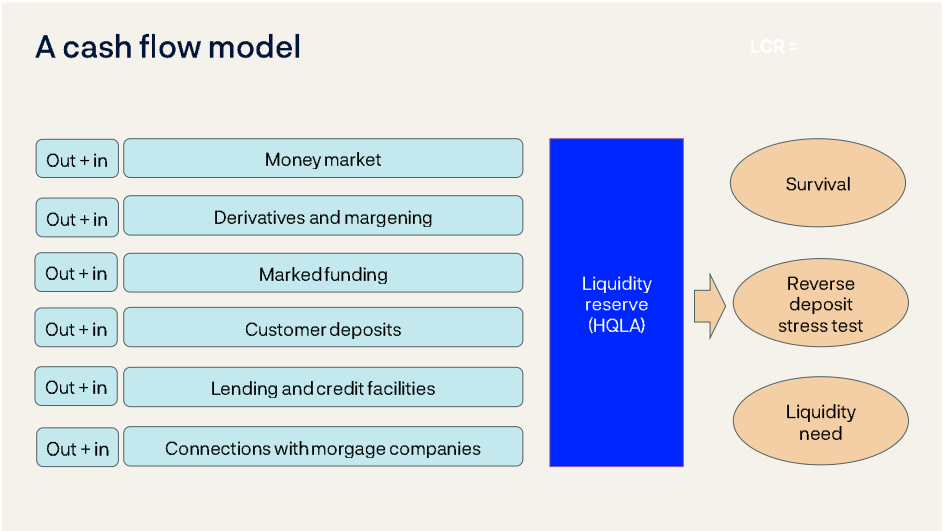 A cash flow model
LCR =
Out + in
Money market
Out + in
Derivatives and margening
Out + in
Marked funding
Out + in
Customer deposits
Out + in
Lending and credit facilities
Out + in
Connections with morgage companies
Liquidity
reserve
(HQLA)
Survival
Reverse
deposit
stress test
Liquidity
need